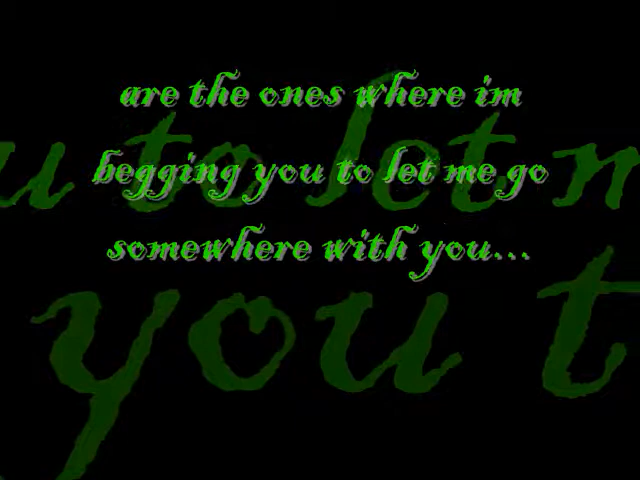 are the ones where im
begging you to let me go
somewhere with you...
u to let m
you t